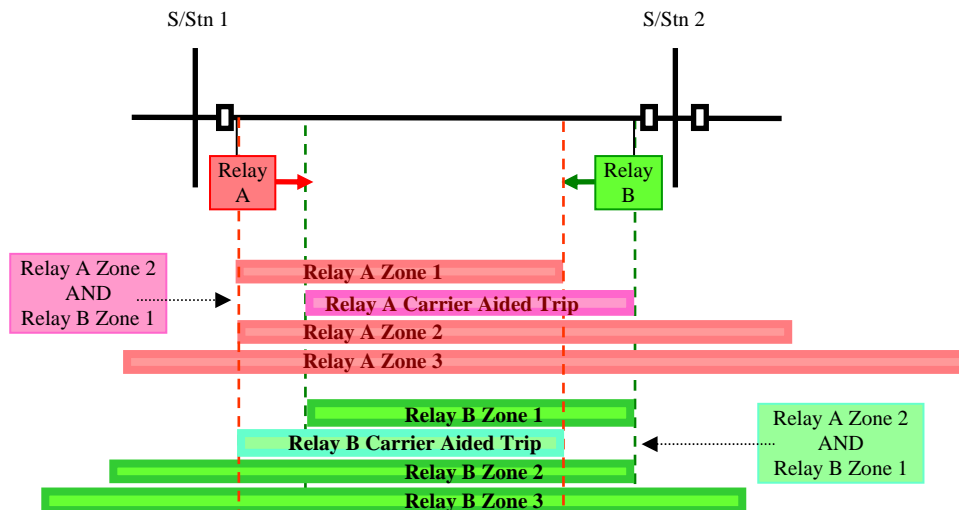 S/Stn 1
S/Stn 2
Relay
A
Relay
B
Relay A Zone 2
AND
Relay B Zone 1
Relay A Zone 1
Relay A Carrier Aided Trip
Relay A Zone 2
Relay A Zone 3
Relay B Zone 1
Relay B Carrier Aided Trip
Relay B Zone 2
Relay B Zone 3
Relay A Zone 2
AND
Relay B Zone 1